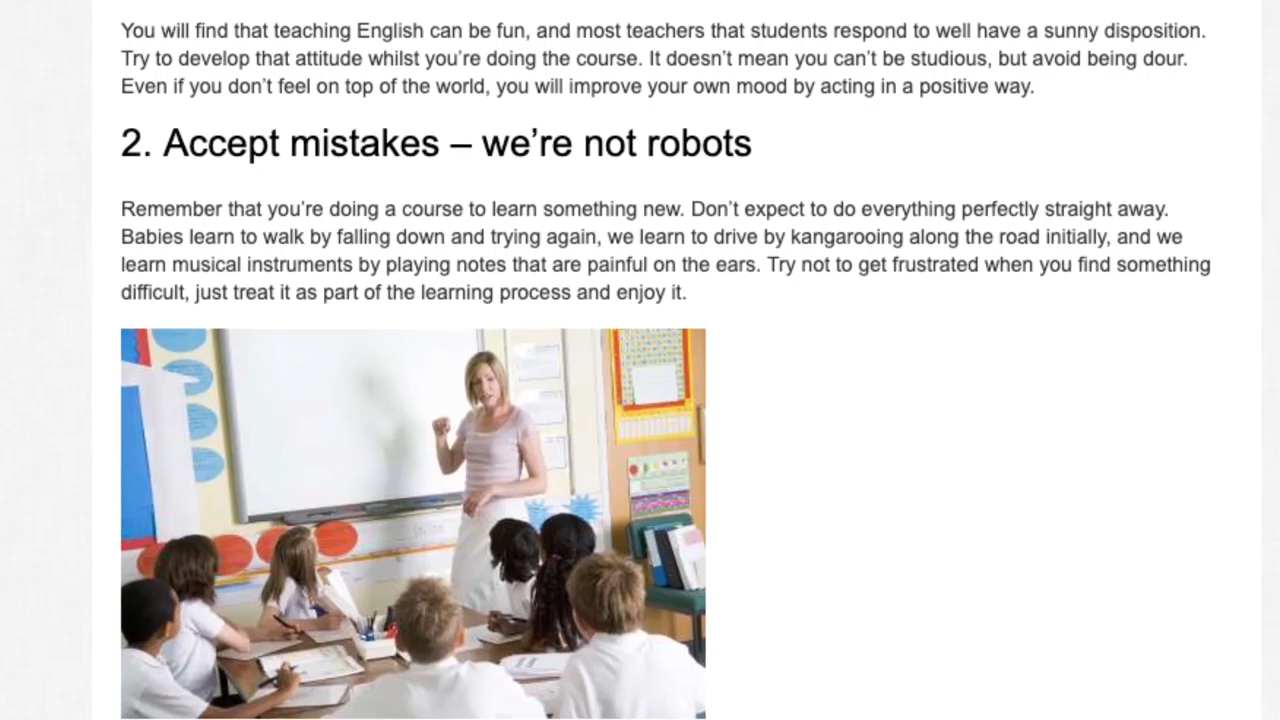 You will find that teaching English can be fun, and most teachers that students respond to well have a sunny disposition.
Try to develop that attitude whilst you’re doing the course. It doesn’t mean you can’t be studious, but avoid being dour.
Even if you don’t feel on top of the world, you will improve your own mood by acting in a positive way.
2. Accept mistakes – we’re not robots
Remember that you’re doing a course to learn something new. Don’t expect to do everything perfectly straight away.
Babies learn to walk by falling down and trying again, we learn to drive by kangarooing along the road initially, and we
learn musical instruments by playing notes that are painful on the ears. Try not to get frustrated when you find something
difficult, just treat it as part of the learning process and enjoy it.